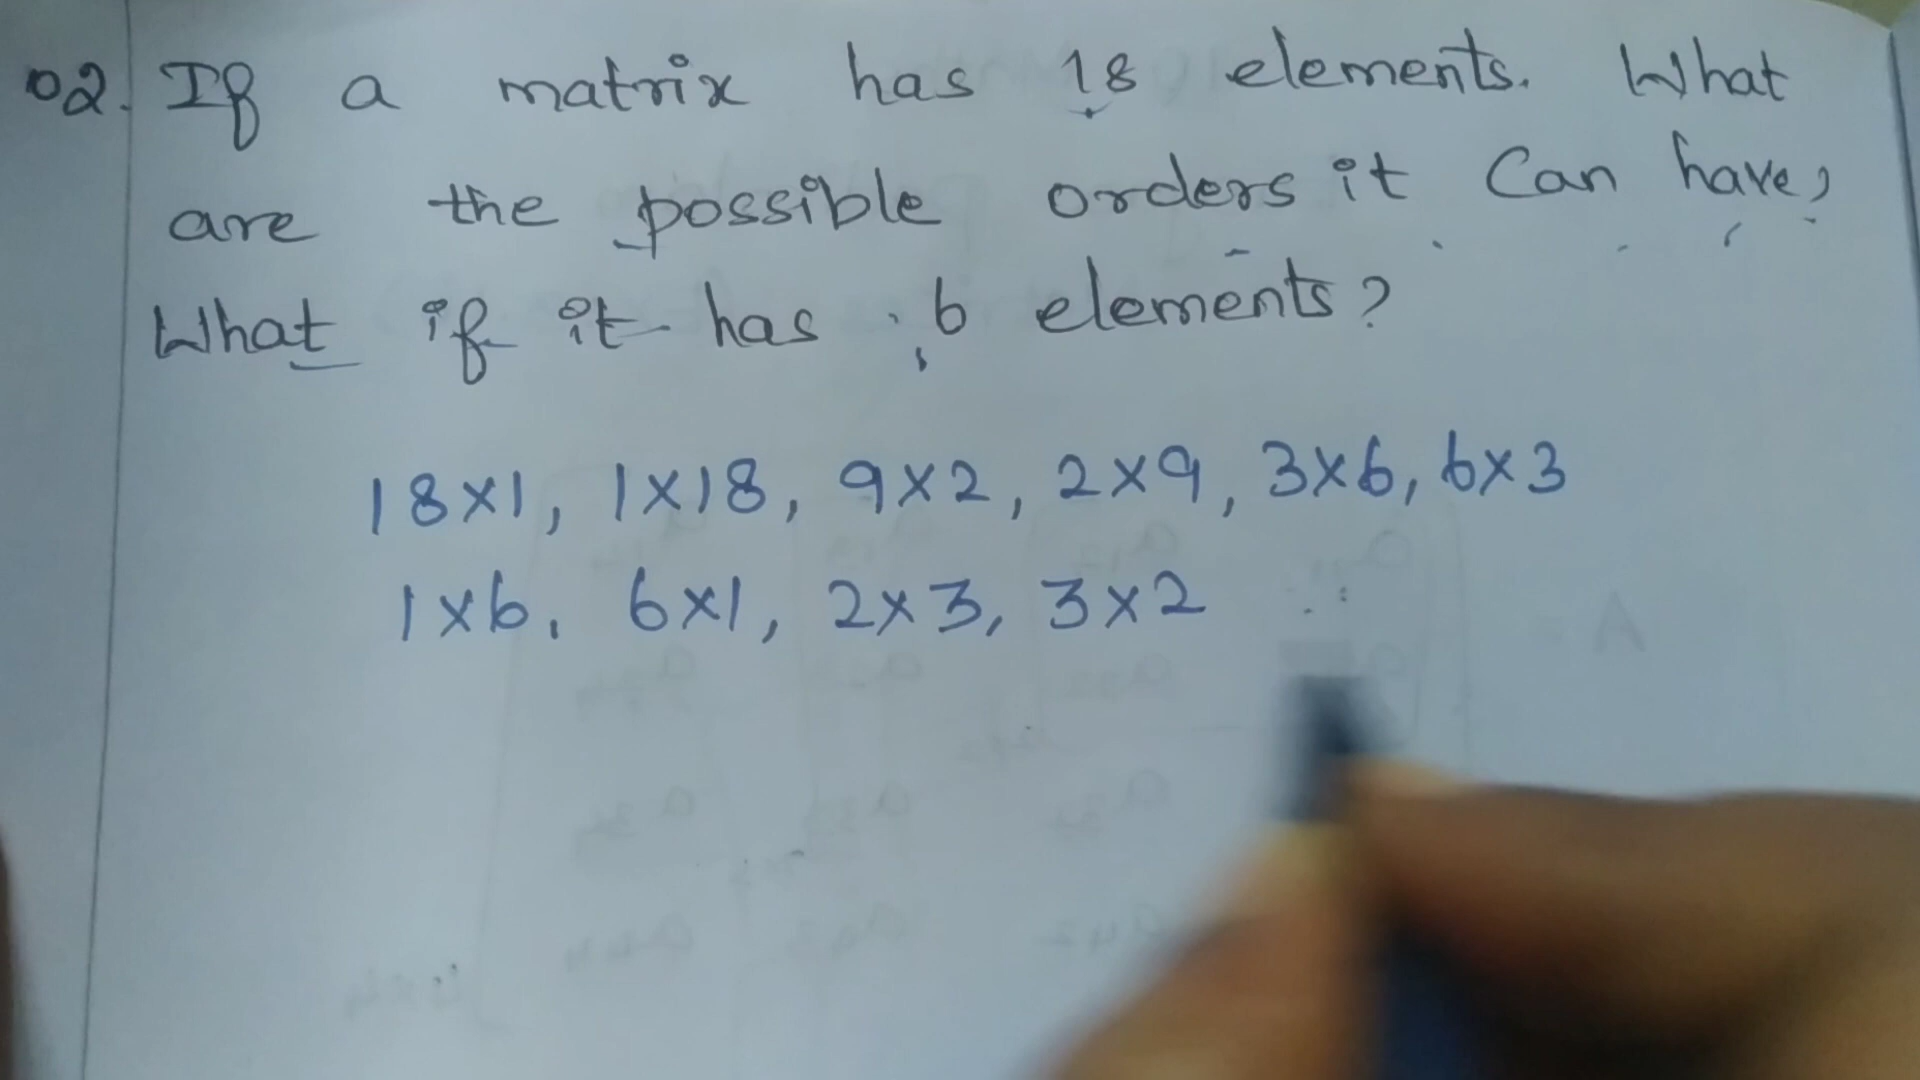 02. If a matrix has 18 elements. What
are the possible orders it Can have,
What if it has 6 elements?
18×1, 1×18, 9×2, 2×9, 3×6, 6×3
1×6, 6×1, 2×3, 3×2